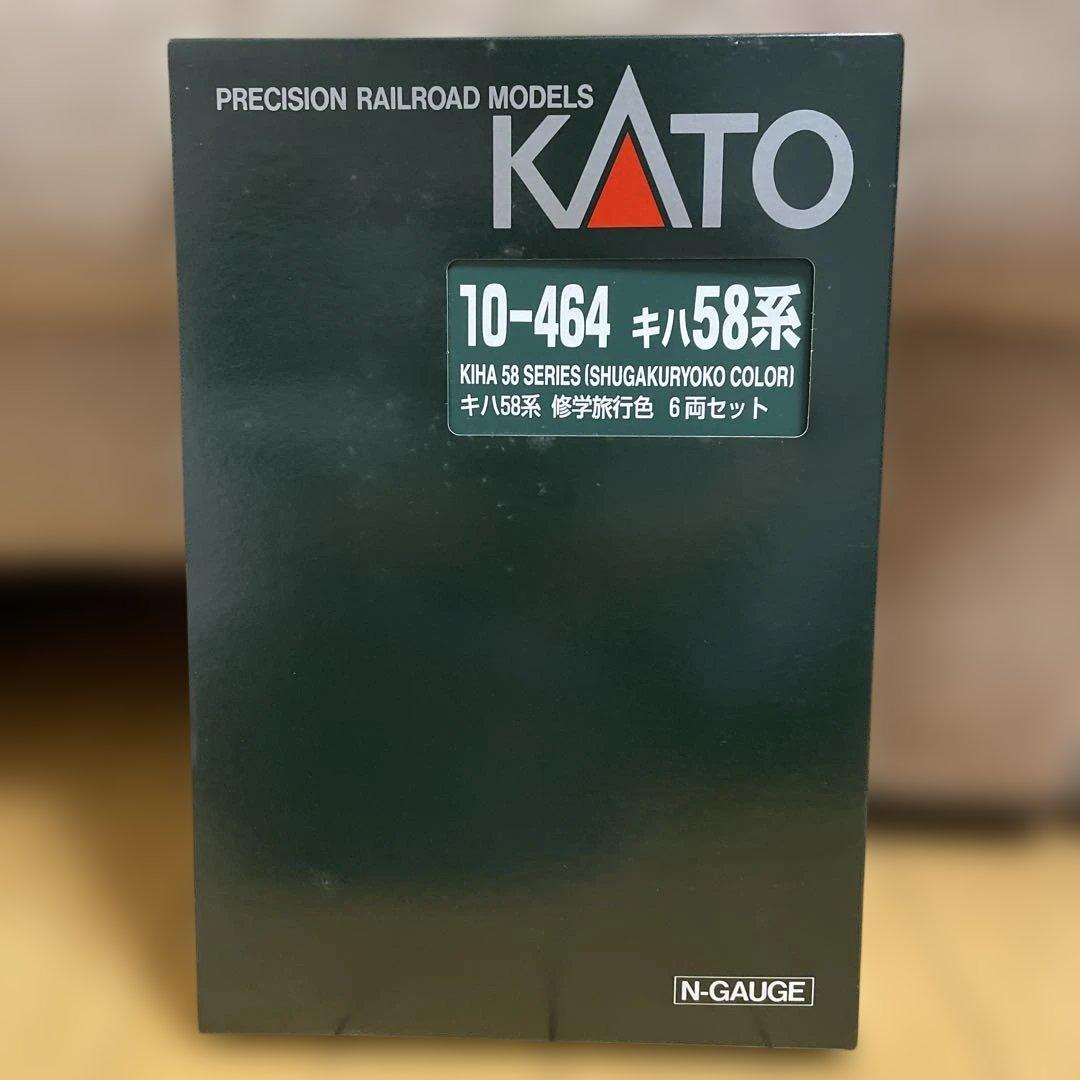 PRECISION RAILROAD MODELS
KATO
10-464 キハ58系
KIHA 58 SERIES (SHUGAKURYOKO COLOR)
キハ58系 修学旅行色 6両セット
N-GAUGE